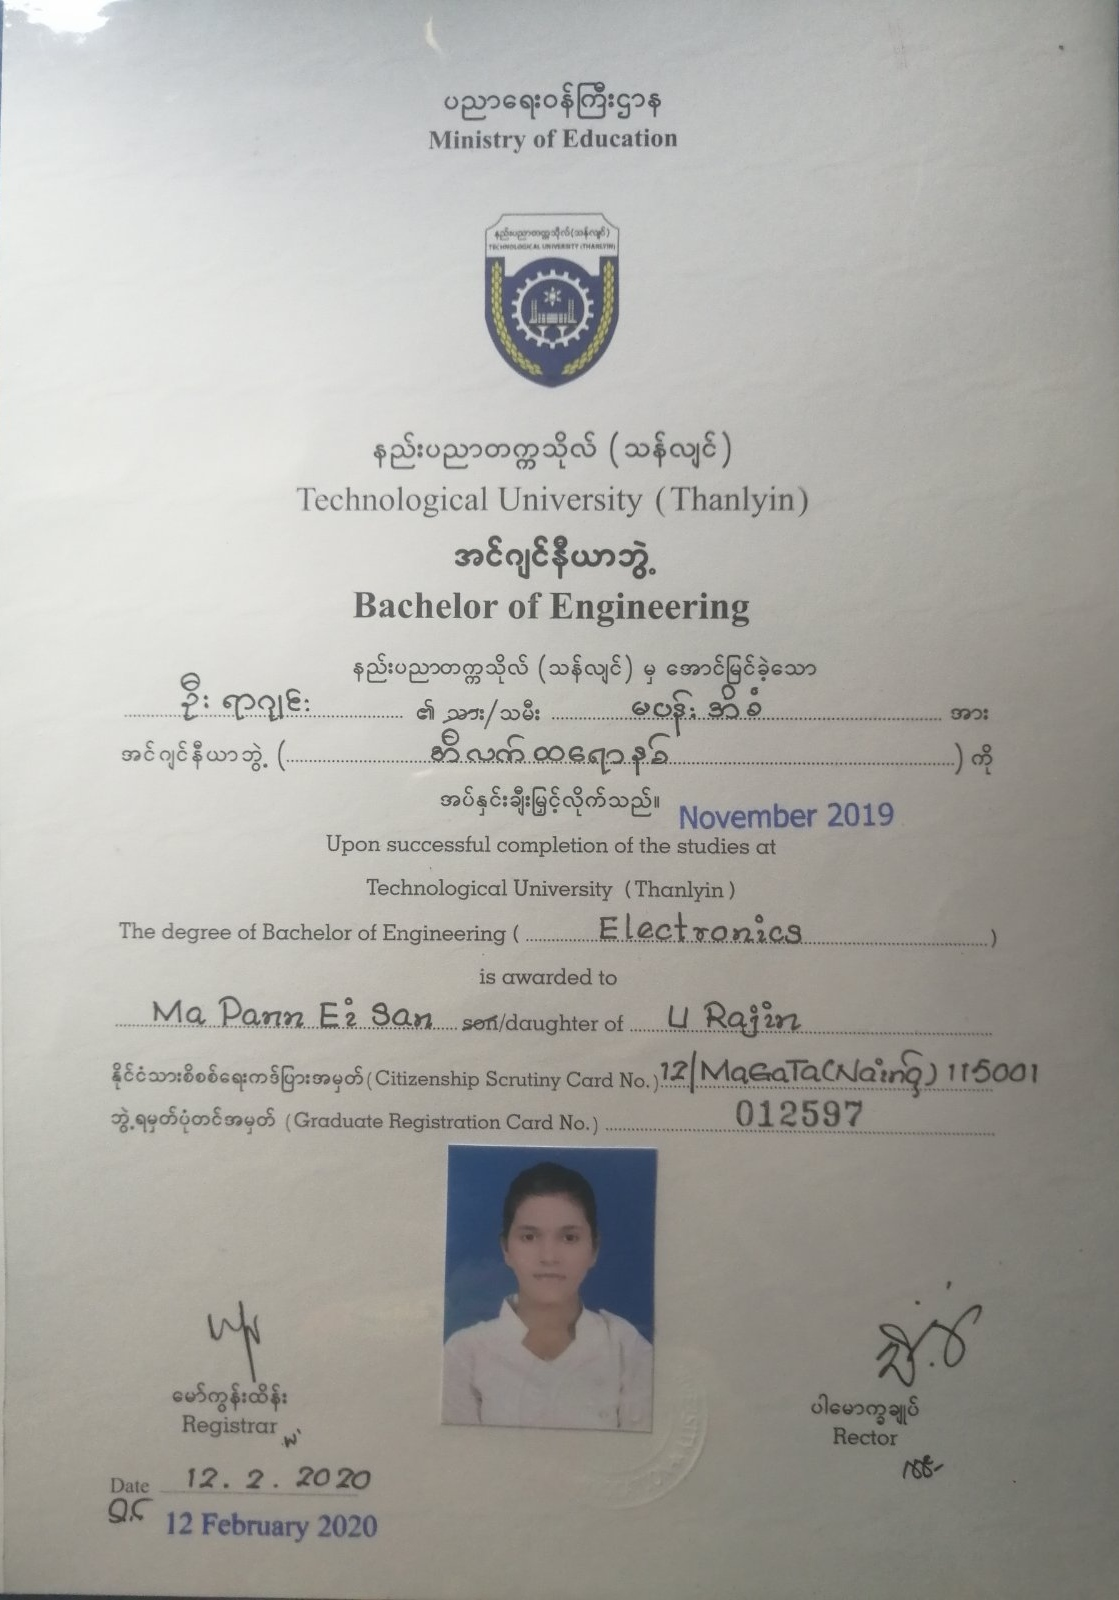 ပညာရေးဝန်ကြီးဌာန
Ministry of Education
နည်းပညာတက္ကသိုလ်(သန်လျင်)
TECHNOLOGICAL UNIVERSITY (THANLYIN)
နည်းပညာတက္ကသိုလ် (သန်လျင်)
Technological University (Thanlyin)
အင်ဂျင်နီယာဘွဲ့
Bachelor of Engineering
နည်းပညာတက္ကသိုလ် (သန်လျင်) မှ အောင်မြင်ခဲ့သော
ဦး ရာဂျုင်း ၏ သား/သမီး မပန်းအိစံ အား
အင်ဂျင်နီယာဘွဲ့ (အီလက်ထရောနစ်) ကို
အပ်နှင်းချီးမြှင့်လိုက်သည်။ November 2019
Upon successful completion of the studies at
Technological University (Thanlyin)
The degree of Bachelor of Engineering (Electronics)
is awarded to
Ma Pann Ei San son/daughter of U Rajin
နိုင်ငံသားစိစစ်ရေးကဒ်ပြားအမှတ်(Citizenship Scrutiny Card No.) 12/MaGaTa(Naing) 115001
ဘွဲ့ရမှတ်ပုံတင်အမှတ် (Graduate Registration Card No.) 012597
မော်ကွန်းထိန်း
Registrar
ပါမောက္ခချုပ်
Rector
Date 12.2.2020
12 February 2020